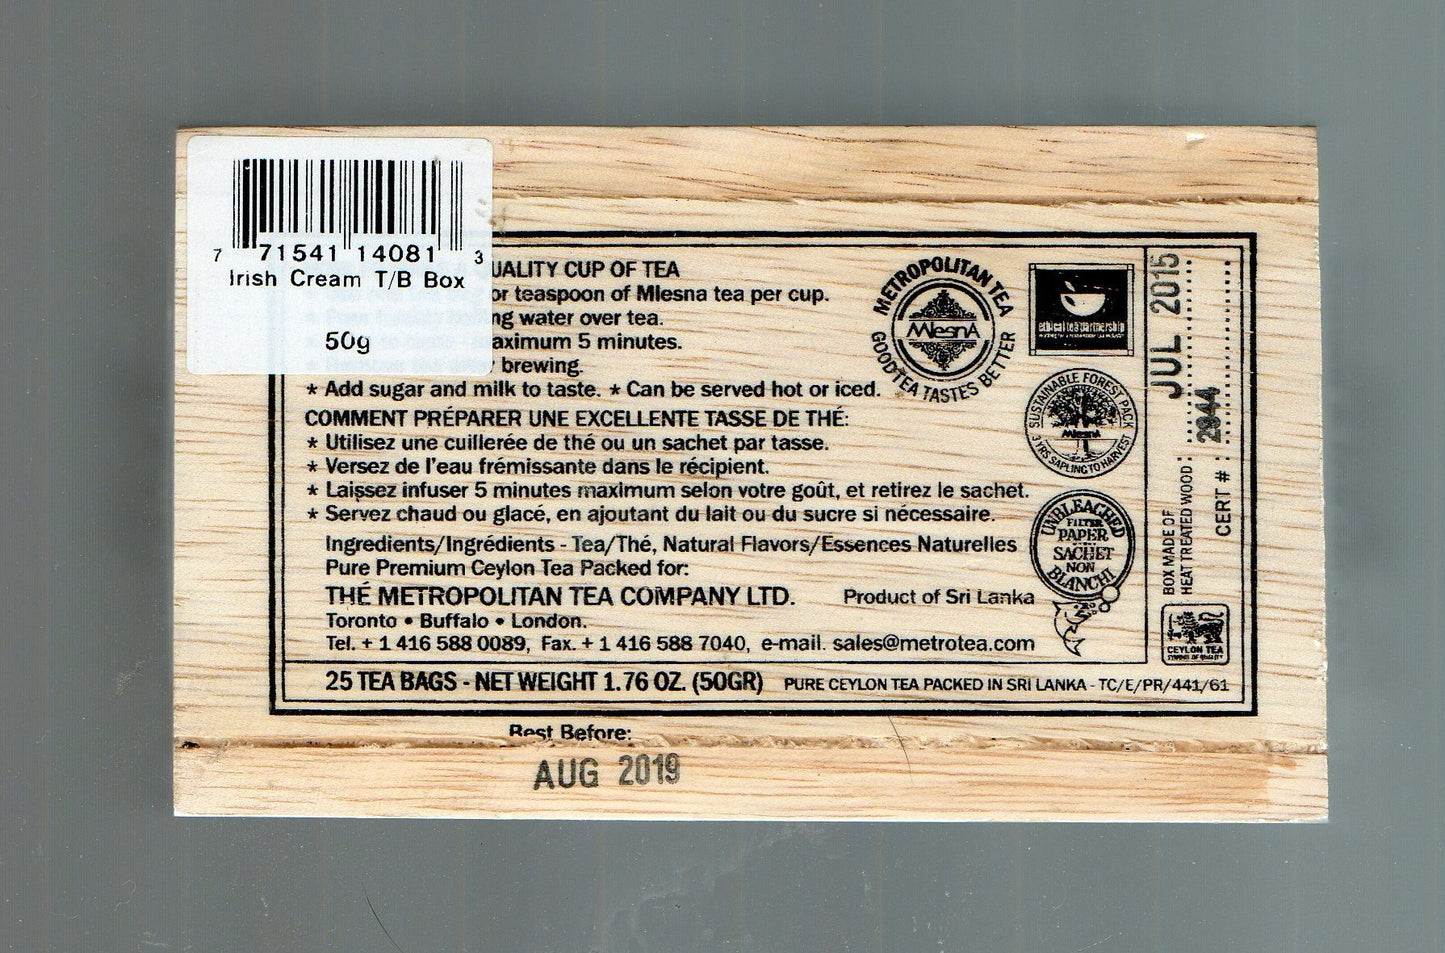 7 71541 14081 3
Irish Cream T/B Box
50g
UALITY CUP OF TEA
or teaspoon of Mlesna tea per cup.
ng water over tea.
aximum 5 minutes.
brewing.
* Add sugar and milk to taste. * Can be served hot or iced.
COMMENT PRÉPARER UNE EXCELLENTE TASSE DE THÉ:
* Utilisez une cuillerée de thé ou un sachet par tasse.
* Versez de l'eau frémissante dans le récipient.
* Laissez infuser 5 minutes maximum selon votre goût, et retirez le sachet.
* Servez chaud ou glacé, en ajoutant du lait ou du sucre si nécessaire.
Ingredients/Ingrédients - Tea/Thé, Natural Flavors/Essences Naturelles
Pure Premium Ceylon Tea Packed for:
THÉ METROPOLITAN TEA COMPANY LTD.
Product of Sri Lanka
Toronto • Buffalo • London.
Tel. + 1 416 588 0089, Fax. + 1 416 588 7040, e-mail. sales@metrotea.com
25 TEA BAGS - NET WEIGHT 1.76 OZ. (50GR)
PURE CEYLON TEA PACKED IN SRI LANKA - TC/E/PR/441/61
Best Before:
AUG 2019
METROPOLITAN TEA
MlesnA
GOOD TEA TASTES BETTER
ethical tea partnership
SUSTAINABLE FOREST PACK
MlesnA
3 YRS SAPLING TO HARVEST
UNBLEACHED
FILTER
PAPER
SACHET
NON
BLANCHI
BOX MADE OF
HEAT TREATED WOOD :
JUL 2015
CERT # :
2844
CEYLON TEA
SYMBOL OF QUALITY